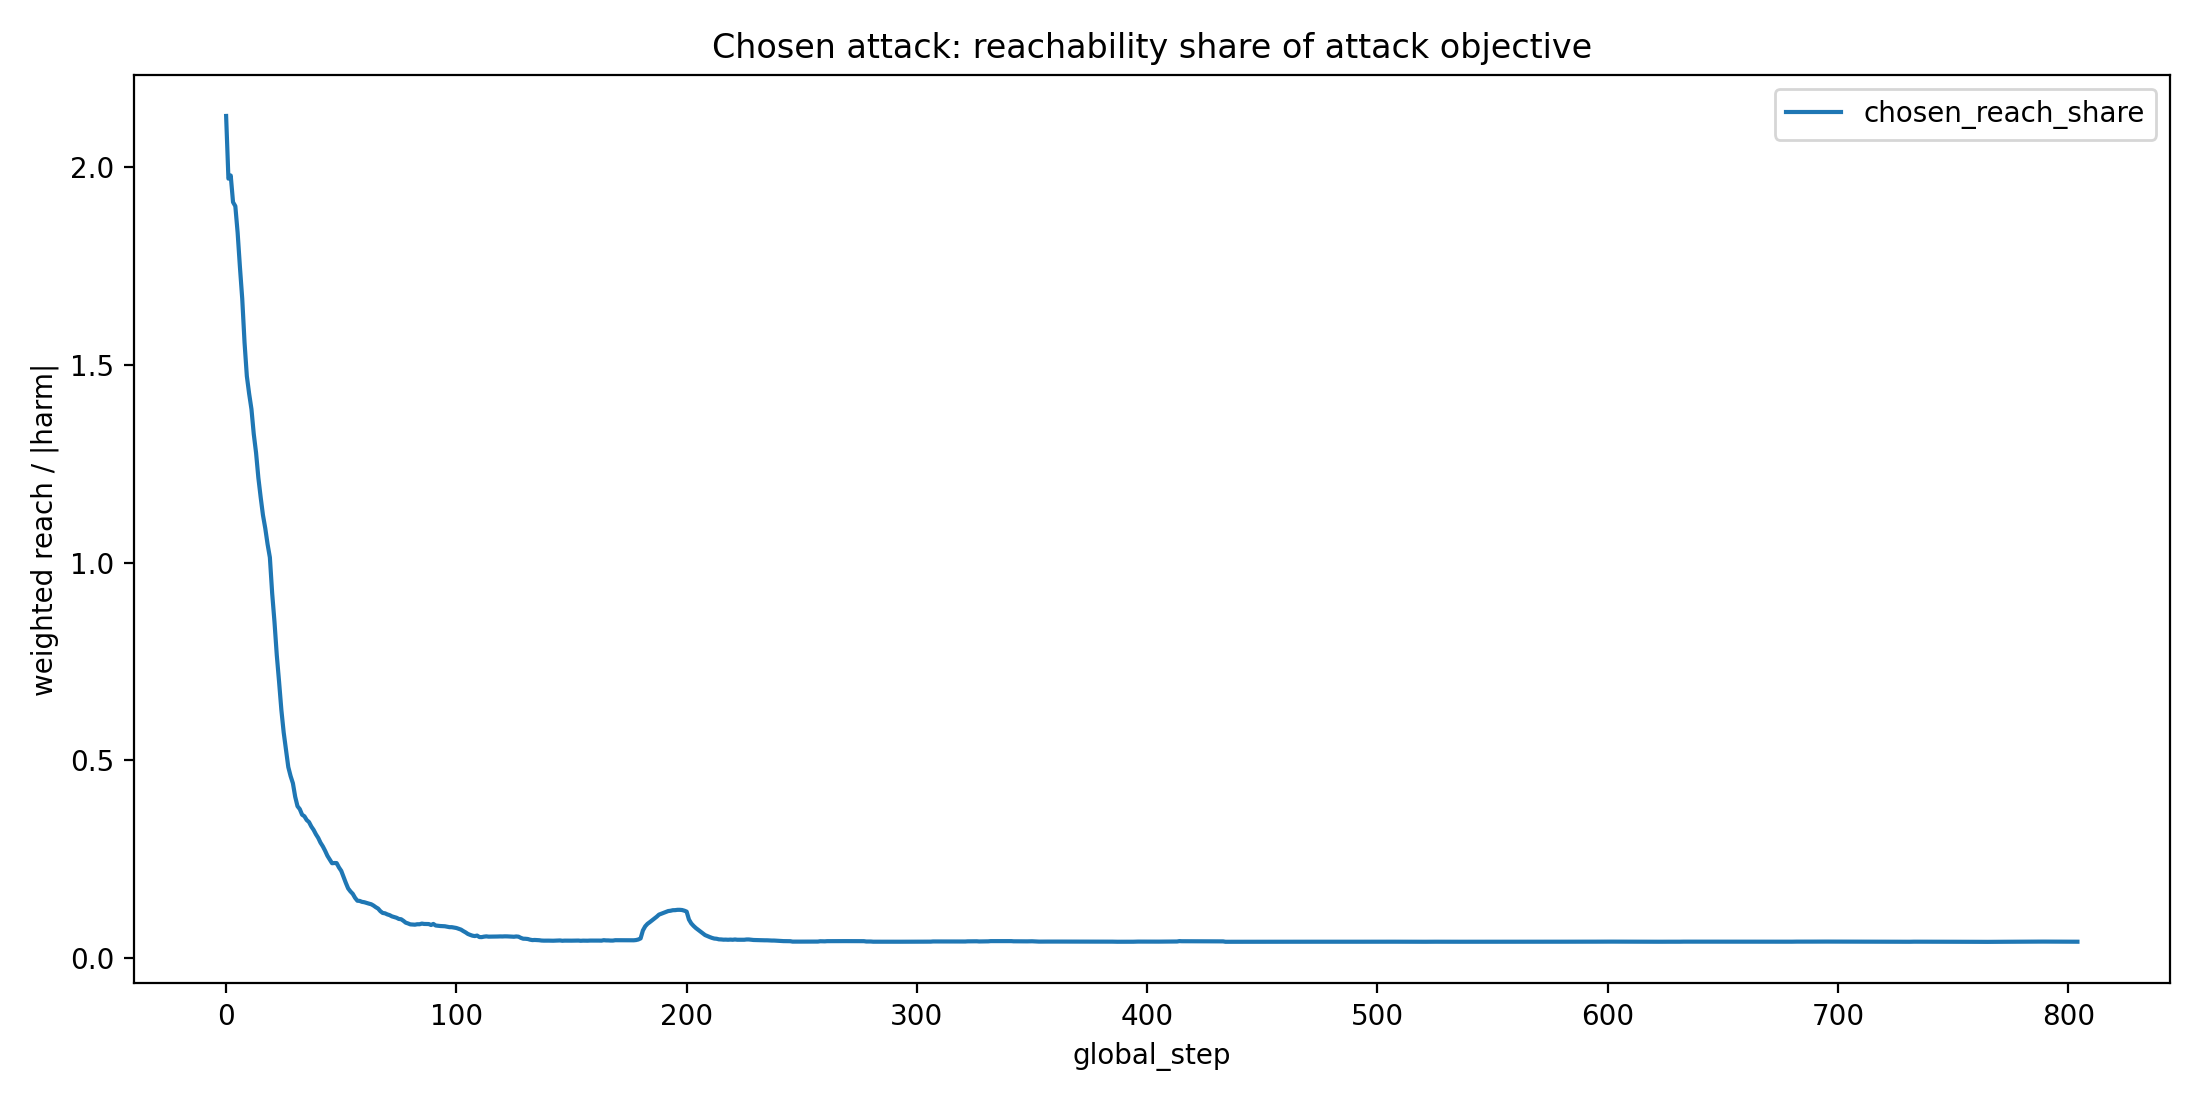 Chosen attack: reachability share of attack objective
chosen_reach_share
weighted reach / |harm|
2.0
1.5
1.0
0.5
0.0
0 100 200 300 400 500 600 700 800
global_step